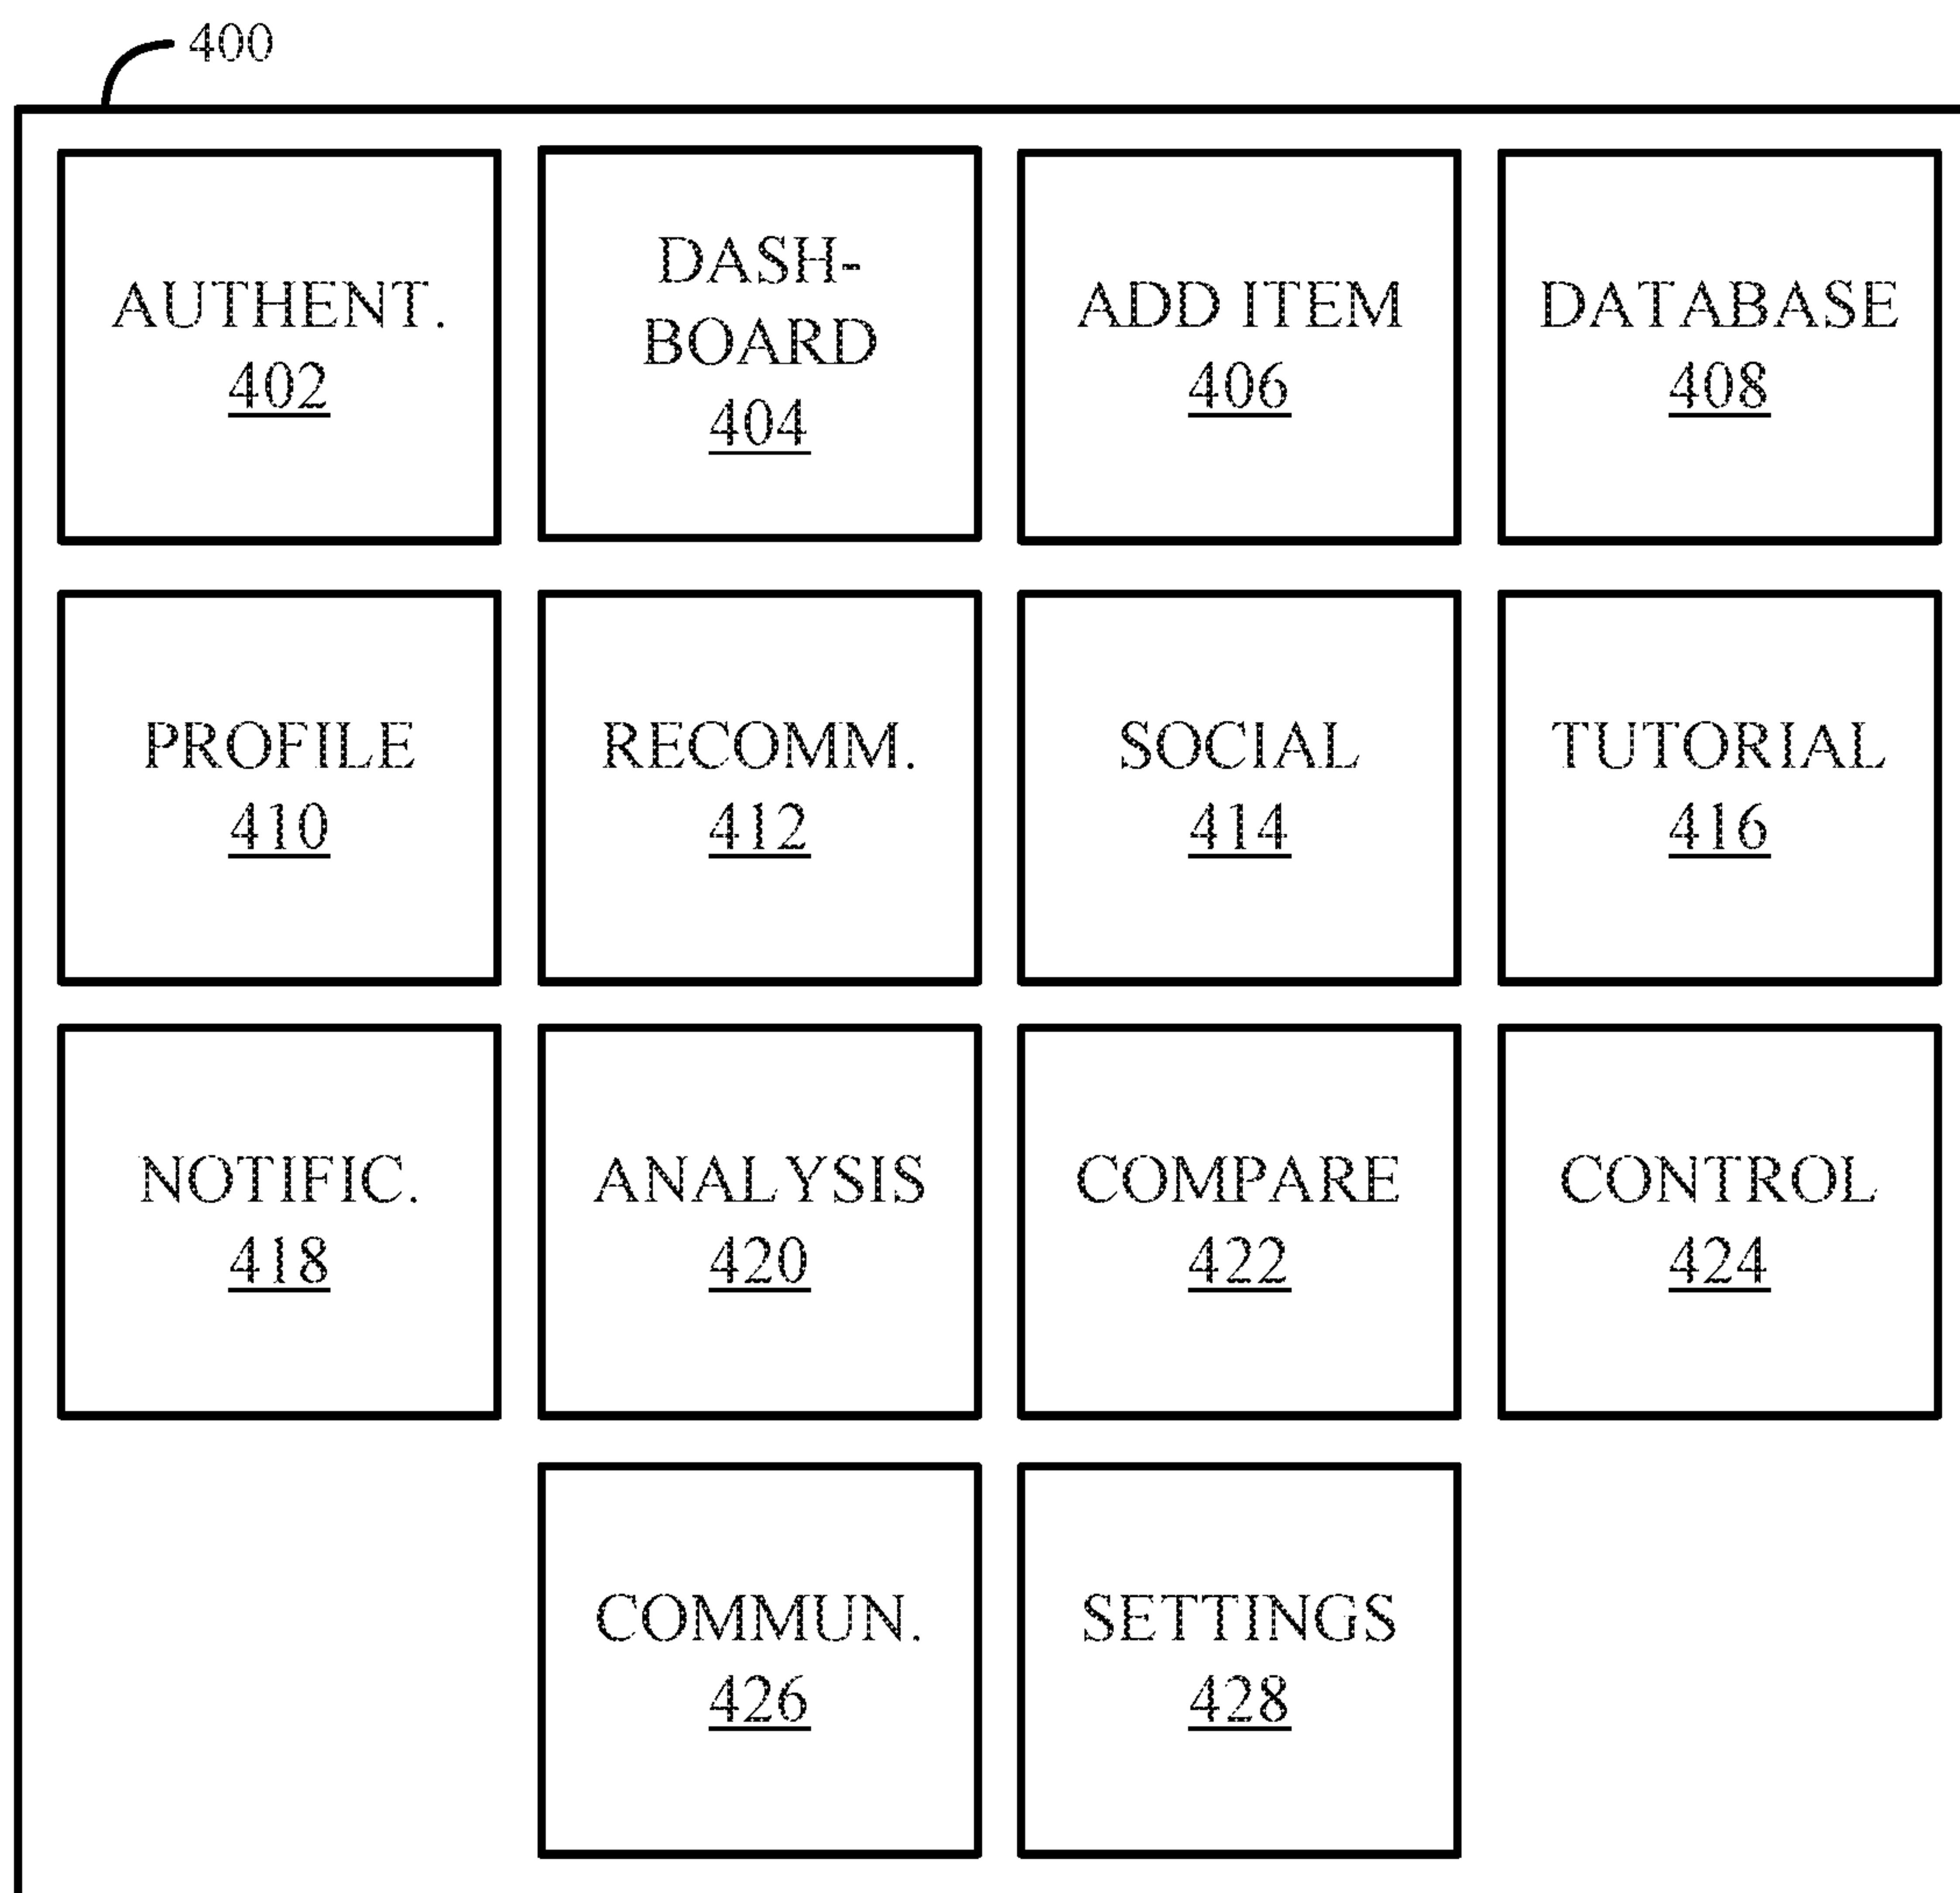 400
AUTHENT.
402
DASH-
BOARD
404
ADD ITEM
406
DATABASE
408
PROFILE
410
RECOMM.
412
SOCIAL
414
TUTORIAL
416
NOTIFIC.
418
ANALYSIS
420
COMPARE
422
CONTROL
424
COMMUN.
426
SETTINGS
428